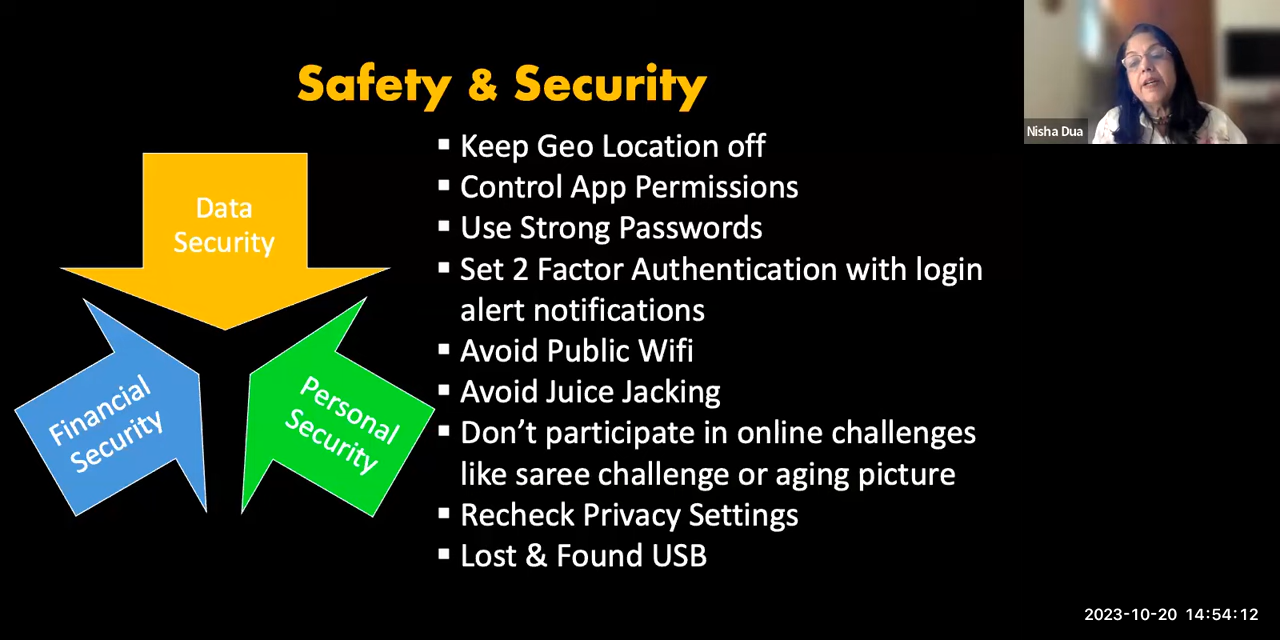 Safety & Security
Nisha Dua
Data
Security
Financial
Security
Personal
Security
▪ Keep Geo Location off
▪ Control App Permissions
▪ Use Strong Passwords
▪ Set 2 Factor Authentication with login
alert notifications
▪ Avoid Public Wifi
▪ Avoid Juice Jacking
▪ Don’t participate in online challenges
like saree challenge or aging picture
▪ Recheck Privacy Settings
▪ Lost & Found USB
2023-10-20 14:54:12